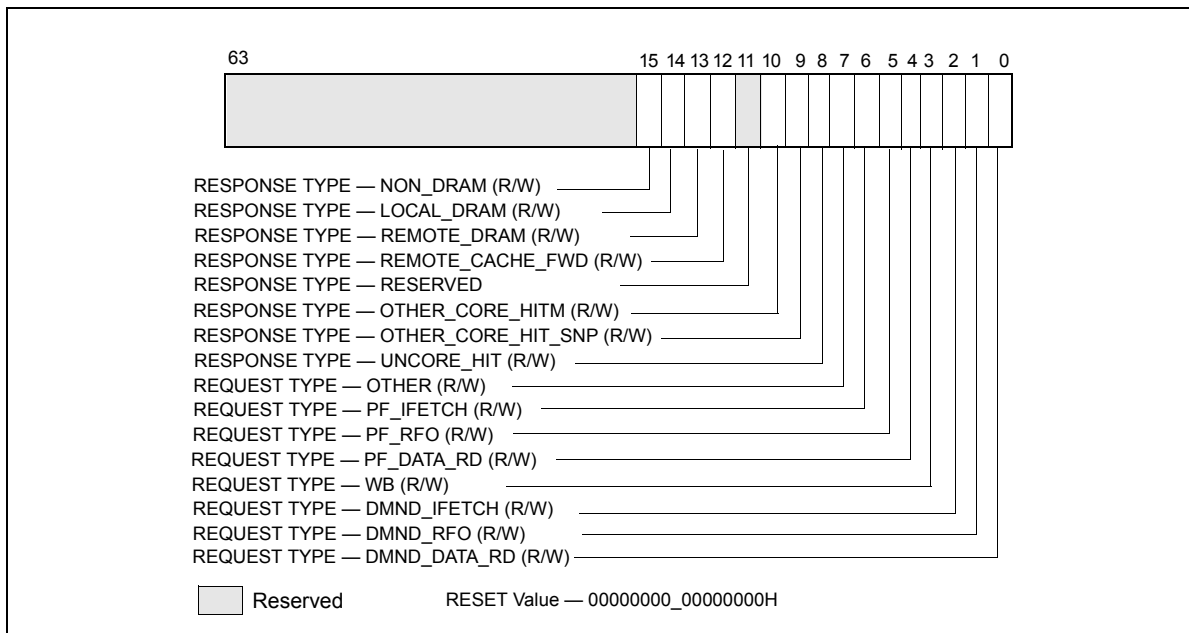 63 15 14 13 12 11 10 9 8 7 6 5 4 3 2 1 0
RESPONSE TYPE — NON_DRAM (R/W)
RESPONSE TYPE — LOCAL_DRAM (R/W)
RESPONSE TYPE — REMOTE_DRAM (R/W)
RESPONSE TYPE — REMOTE_CACHE_FWD (R/W)
RESPONSE TYPE — RESERVED
RESPONSE TYPE — OTHER_CORE_HITM (R/W)
RESPONSE TYPE — OTHER_CORE_HIT_SNP (R/W)
RESPONSE TYPE — UNCORE_HIT (R/W)
REQUEST TYPE — OTHER (R/W)
REQUEST TYPE — PF_IFETCH (R/W)
REQUEST TYPE — PF_RFO (R/W)
REQUEST TYPE — PF_DATA_RD (R/W)
REQUEST TYPE — WB (R/W)
REQUEST TYPE — DMND_IFETCH (R/W)
REQUEST TYPE — DMND_RFO (R/W)
REQUEST TYPE — DMND_DATA_RD (R/W)
Reserved RESET Value — 00000000_00000000H